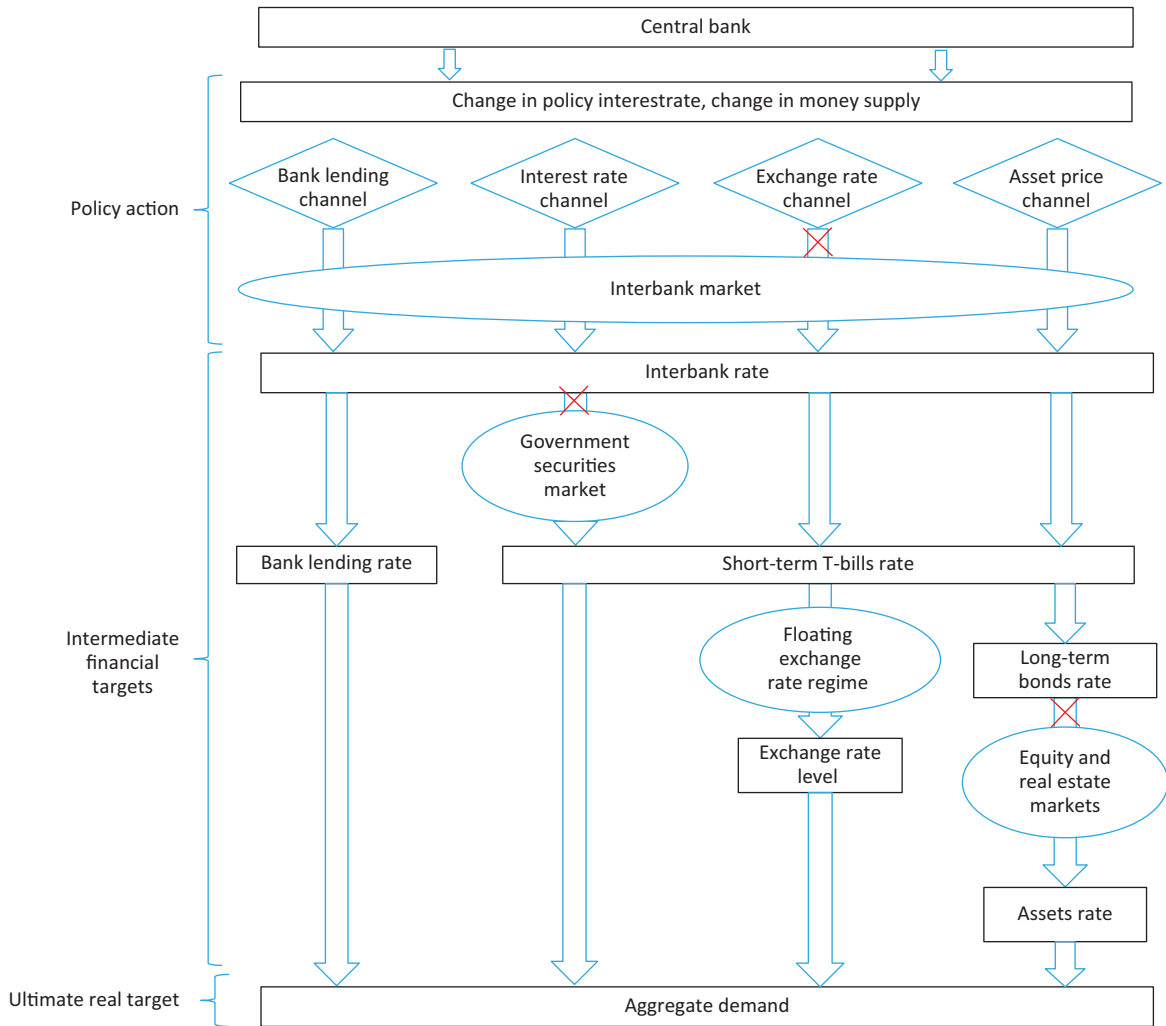 Central bank
Change in policy interestrate, change in money supply
Bank lending
channel
Interest rate
channel
Exchange rate
channel
Asset price
channel
Policy action
Interbank market
Interbank rate
Government
securities
market
Bank lending rate
Short-term T-bills rate
Intermediate
financial
targets
Floating
exchange
rate regime
Long-term
bonds rate
Exchange rate
level
Equity and
real estate
markets
Assets rate
Ultimate real target
Aggregate demand